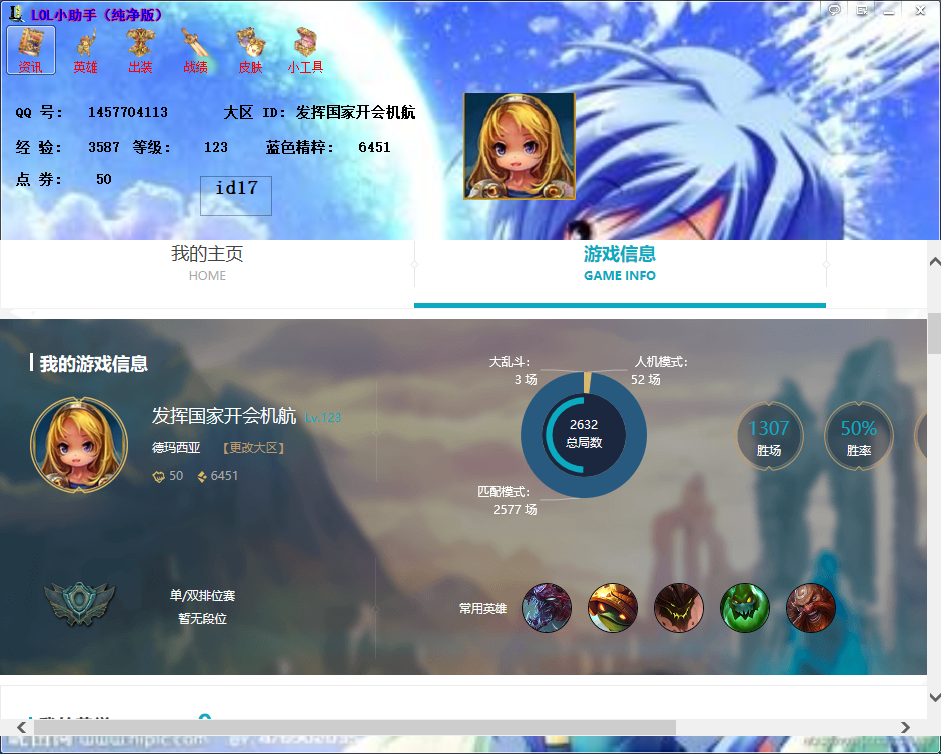 LOL小助手（纯净版）
资讯 英雄 出装 战绩 皮肤 小工具
QQ 号： 1457704113 大区 ID： 发挥国家开会机航
经 验： 3587 等级： 123 蓝色精粹： 6451
点 券： 50
id17
我的主页 游戏信息
HOME GAME INFO
我的游戏信息
大乱斗： 人机模式：
3 场 52 场
发挥国家开会机航 Lv.123
2632 1307 50%
总局数 胜场 胜率
德玛西亚 【更改大区】
50 6451
匹配模式：
2577 场
单/双排位赛
暂无段位
常用英雄